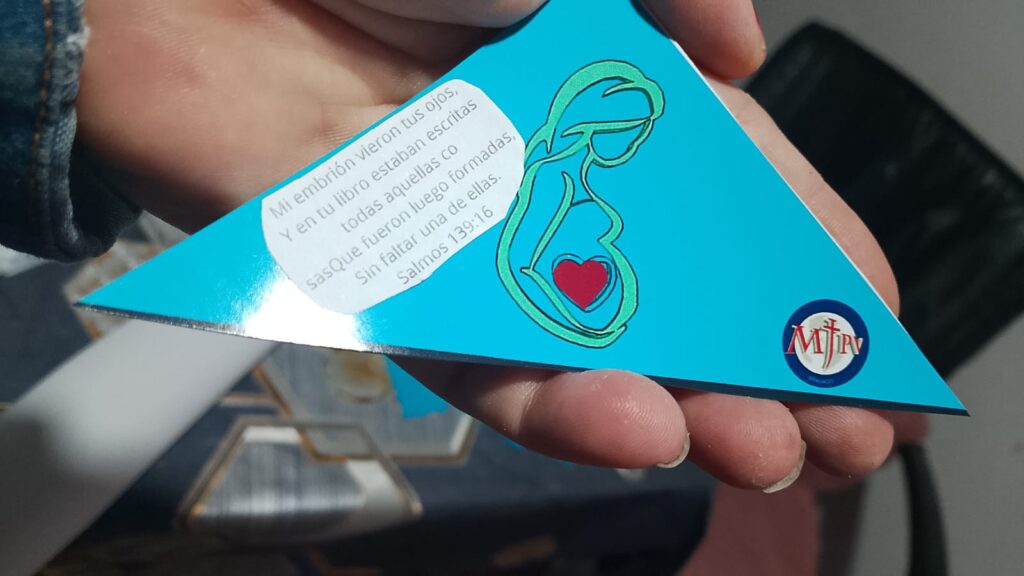 Mi embrión vieron tus ojos,
Y en tu libro estaban escritas
todas aquellas co
sasQue fueron luego formadas,
Sin faltar una de ellas.
Salmos 139:16
MJIPV